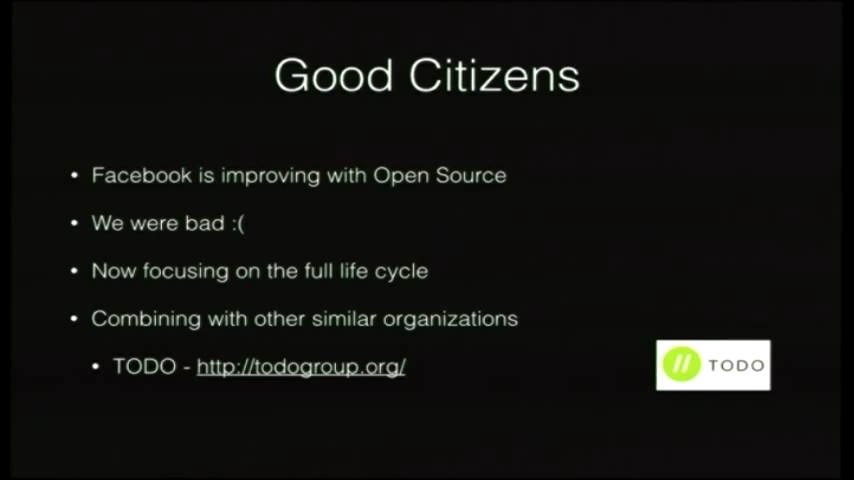 Good Citizens
• Facebook is improving with Open Source
• We were bad :(
• Now focusing on the full life cycle
• Combining with other similar organizations
• TODO - http://todogroup.org/
// TODO